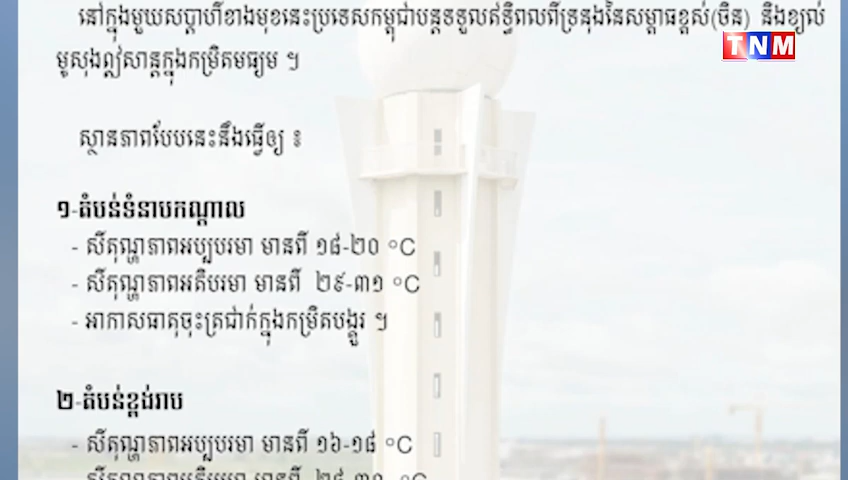 នៅក្នុងមួយសប្តាហ៍ខាងមុខនេះប្រទេសកម្ពុជាបន្តទទួលឥទ្ធិពលពីទ្រនុងនៃសម្ពាធខ្ពស់(ចិន) និងខ្យល់
TNM
មូសុងឦសាន្តក្នុងកម្រិតមធ្យម ។
ស្ថានភាពបែបនេះនឹងធ្វើឲ្យ ៖
១-តំបន់ទំនាបកណ្តាល
- សីតុណ្ហភាពអប្បបរមា មានពី ១៨-២០ °C
- សីតុណ្ហភាពអតិបរមា មានពី ២៩-៣១ °C
- អាកាសធាតុចុះត្រជាក់ក្នុងកម្រិតបង្គួរ ។
២-តំបន់ខ្ពង់រាប
- សីតុណ្ហភាពអប្បបរមា មានពី ១៦-១៨ °C